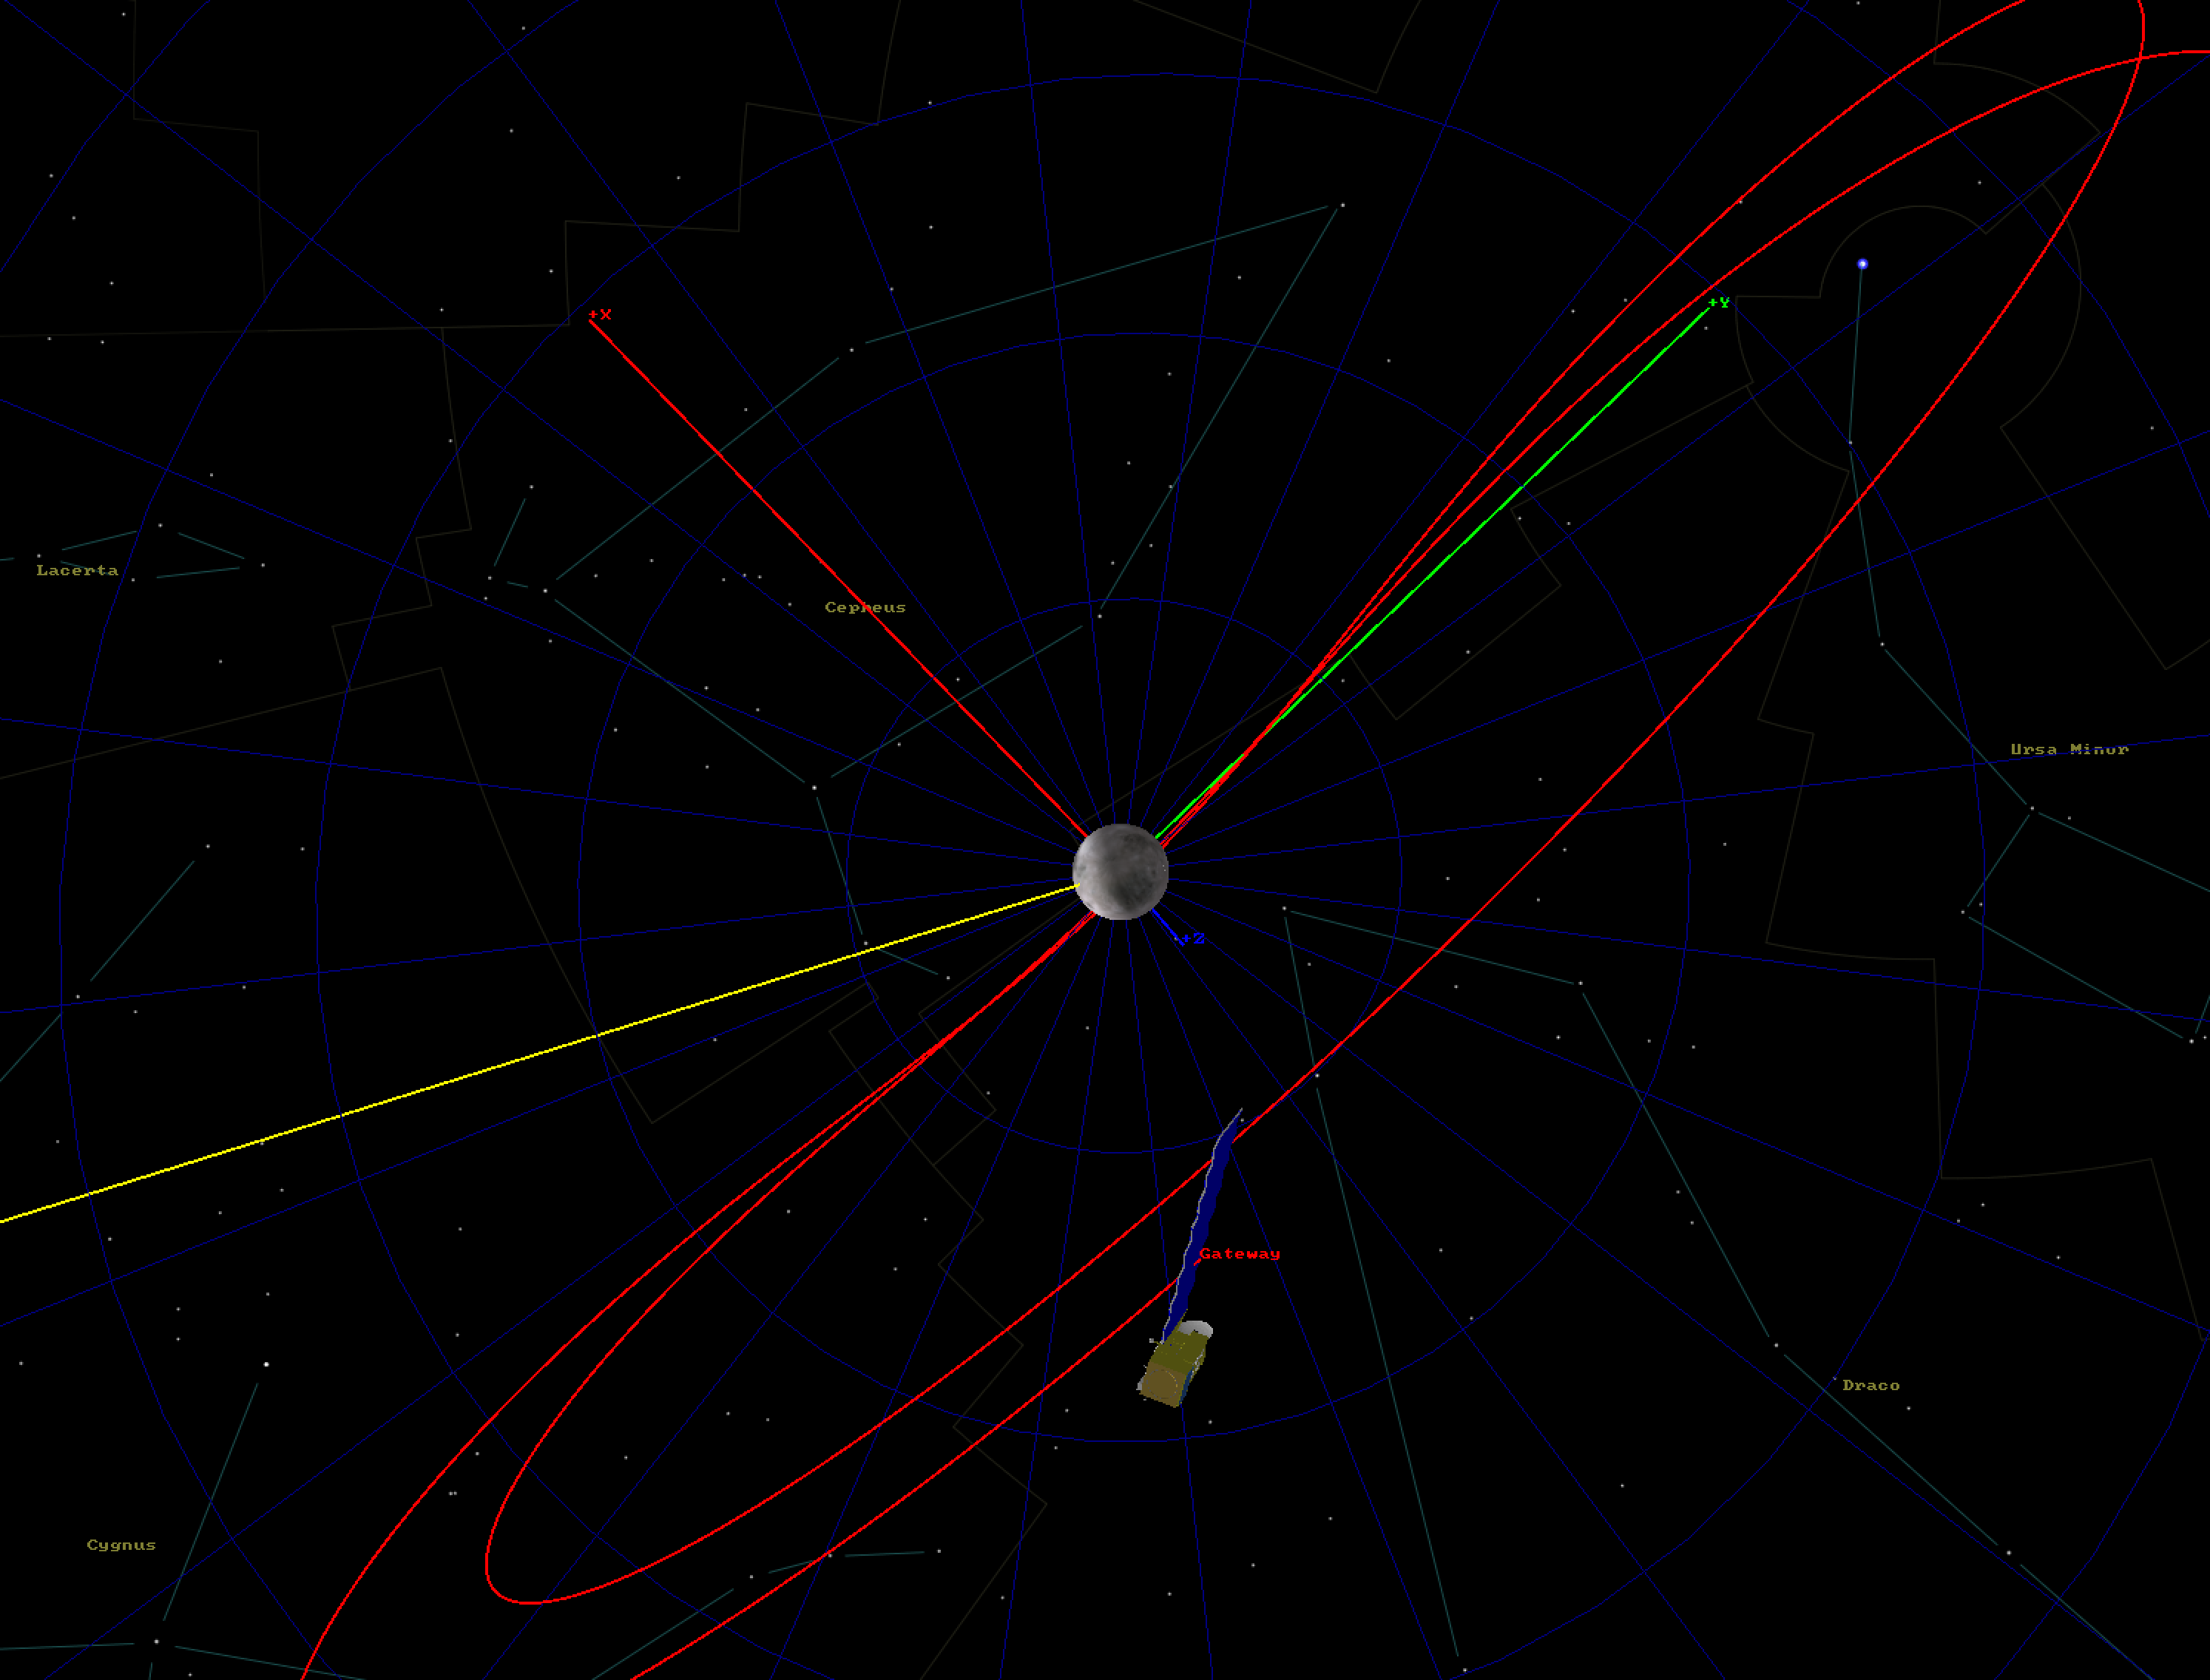 +X
+Y
Lacerta
Cepheus
Ursa Minor
+Z
Gateway
Draco
Cygnus